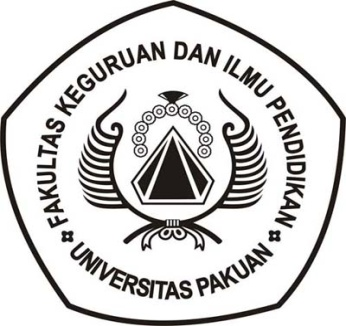 FAKULTAS KEGURUAN DAN ILMU PENDIDIKAN
UNIVERSITAS PAKUAN